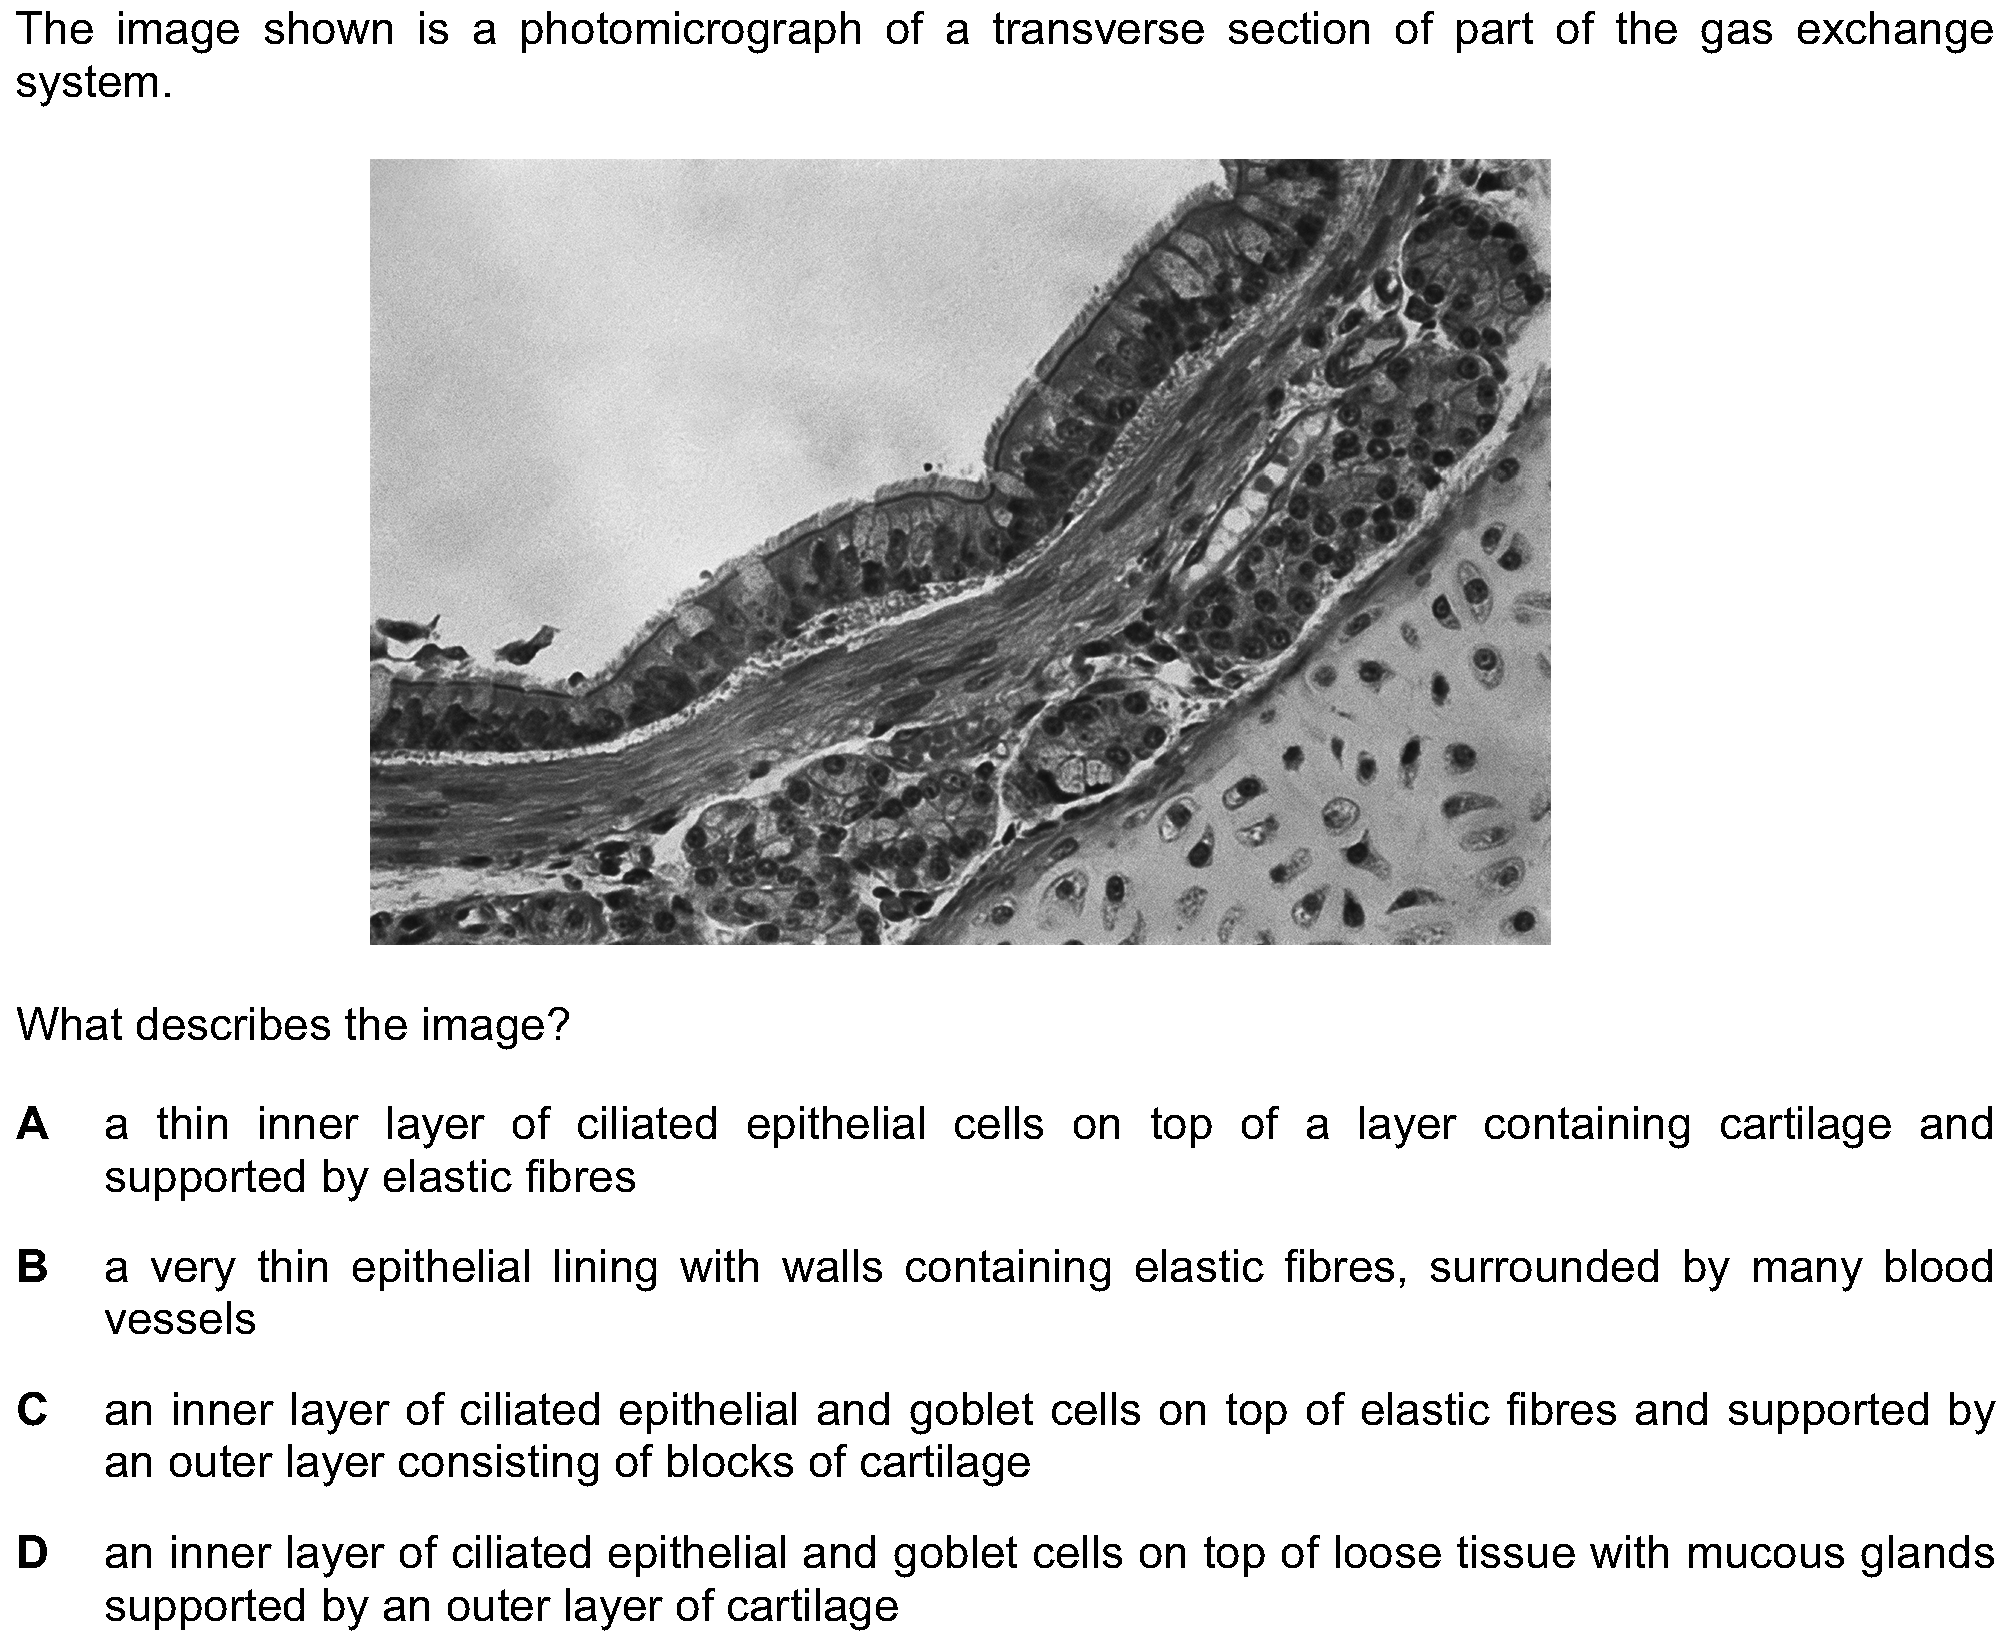 The image shown is a photomicrograph of a transverse section of part of the gas exchange
system.
What describes the image?
A a thin inner layer of ciliated epithelial cells on top of a layer containing cartilage and
supported by elastic fibres
B a very thin epithelial lining with walls containing elastic fibres, surrounded by many blood
vessels
C an inner layer of ciliated epithelial and goblet cells on top of elastic fibres and supported by
an outer layer consisting of blocks of cartilage
D an inner layer of ciliated epithelial and goblet cells on top of loose tissue with mucous glands
supported by an outer layer of cartilage